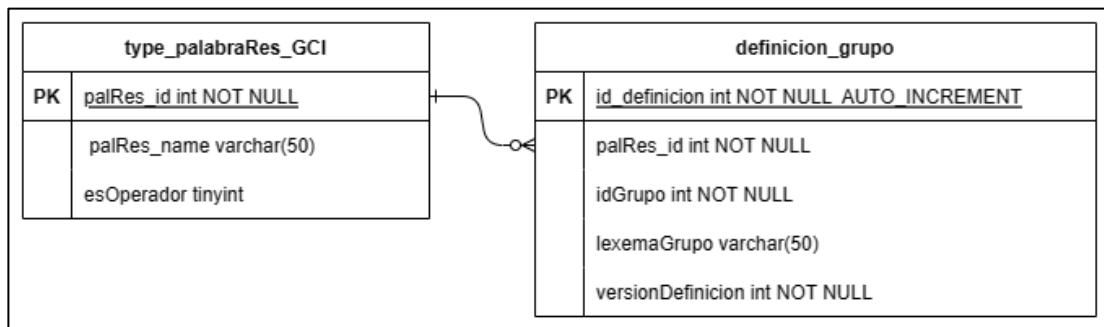 type_palabraRes_GCI
PK palRes_id int NOT NULL
palRes_name varchar(50)
esOperador tinyint
definicion_grupo
PK id_definicion int NOT NULL AUTO_INCREMENT
palRes_id int NOT NULL
idGrupo int NOT NULL
lexemaGrupo varchar(50)
versionDefinicion int NOT NULL